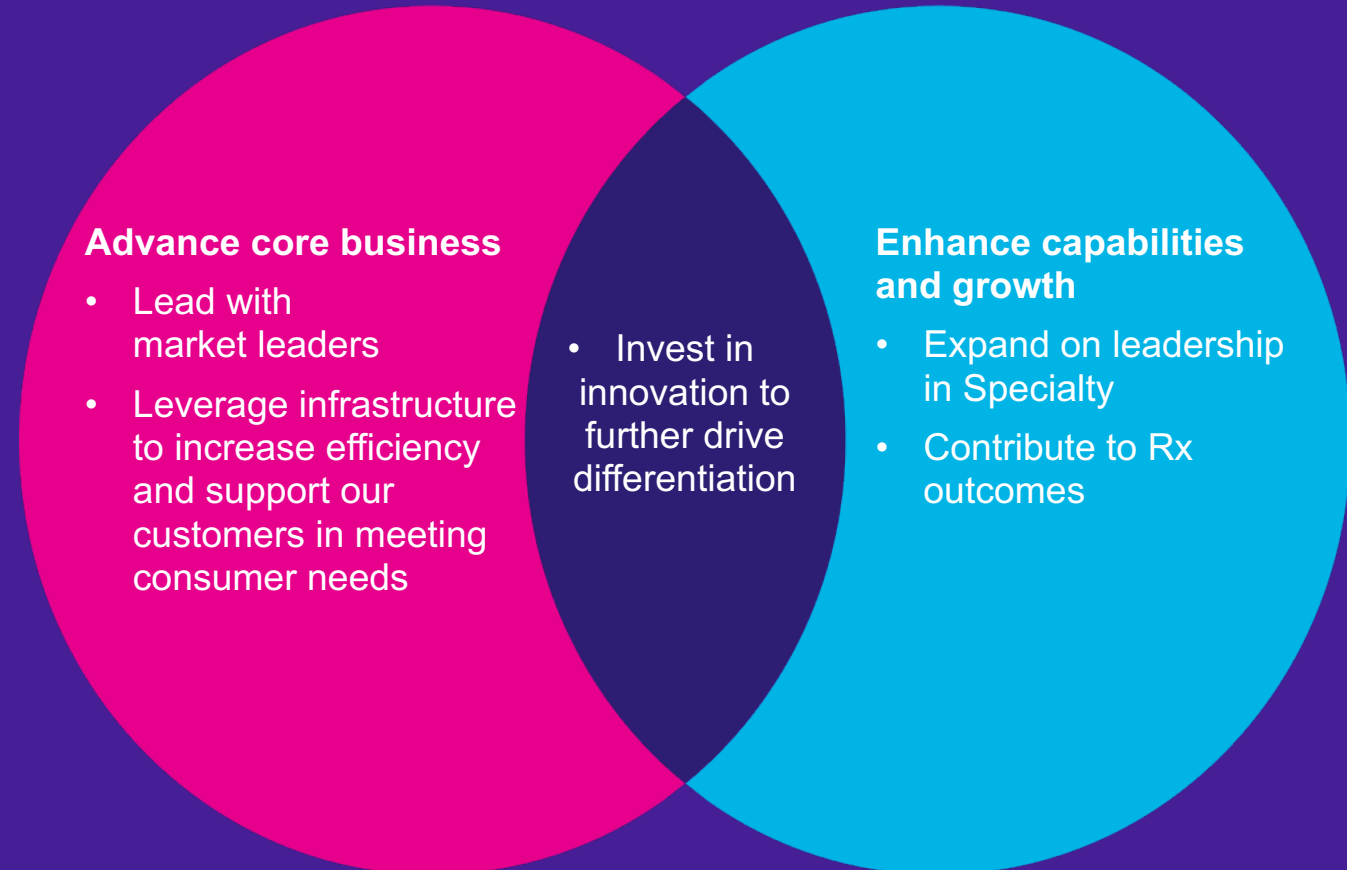 Advance core business
• Lead with
market leaders
• Leverage infrastructure
to increase efficiency
and support our
customers in meeting
consumer needs
• Invest in
innovation to
further drive
differentiation
Enhance capabilities
and growth
• Expand on leadership
in Specialty
• Contribute to Rx
outcomes